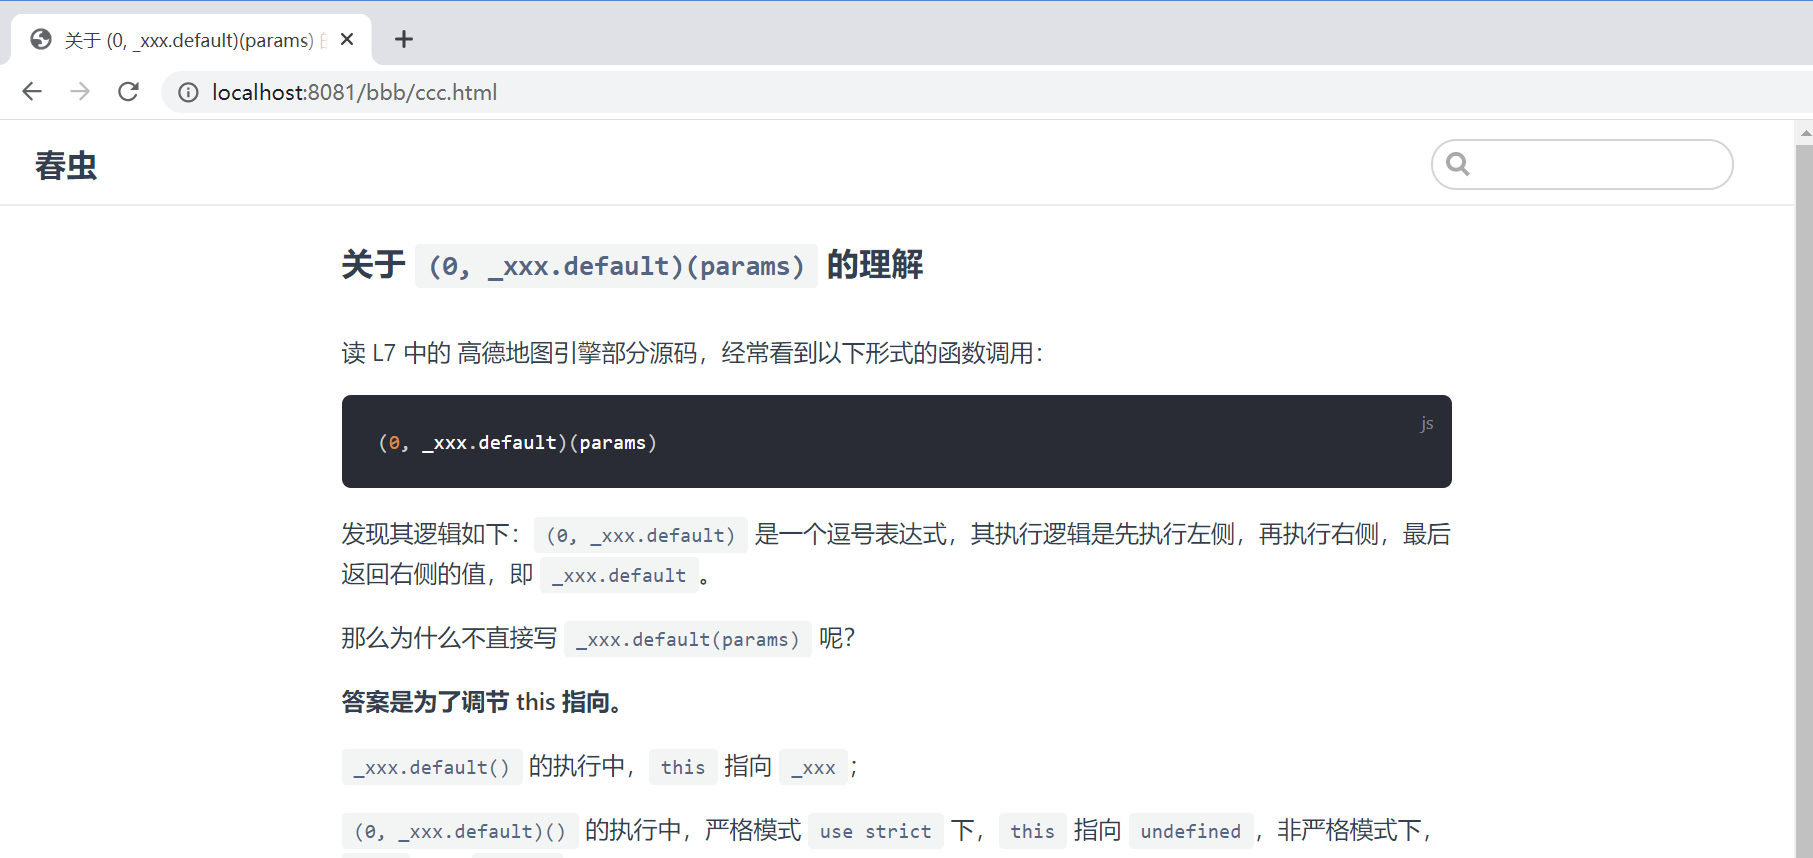 关于 (0, _xxx.default)(params)
localhost:8081/bbb/ccc.html
春虫
关于 (0, _xxx.default)(params) 的理解
读 L7 中的 高德地图引擎部分源码，经常看到以下形式的函数调用：
js
(0, _xxx.default)(params)
发现其逻辑如下： (0, _xxx.default) 是一个逗号表达式，其执行逻辑是先执行左侧，再执行右侧，最后
返回右侧的值，即 _xxx.default 。
那么为什么不直接写 _xxx.default(params) 呢？
答案是为了调节 this 指向。
_xxx.default() 的执行中， this 指向 _xxx ；
(0, _xxx.default)() 的执行中，严格模式 use strict 下， this 指向 undefined ，非严格模式下，